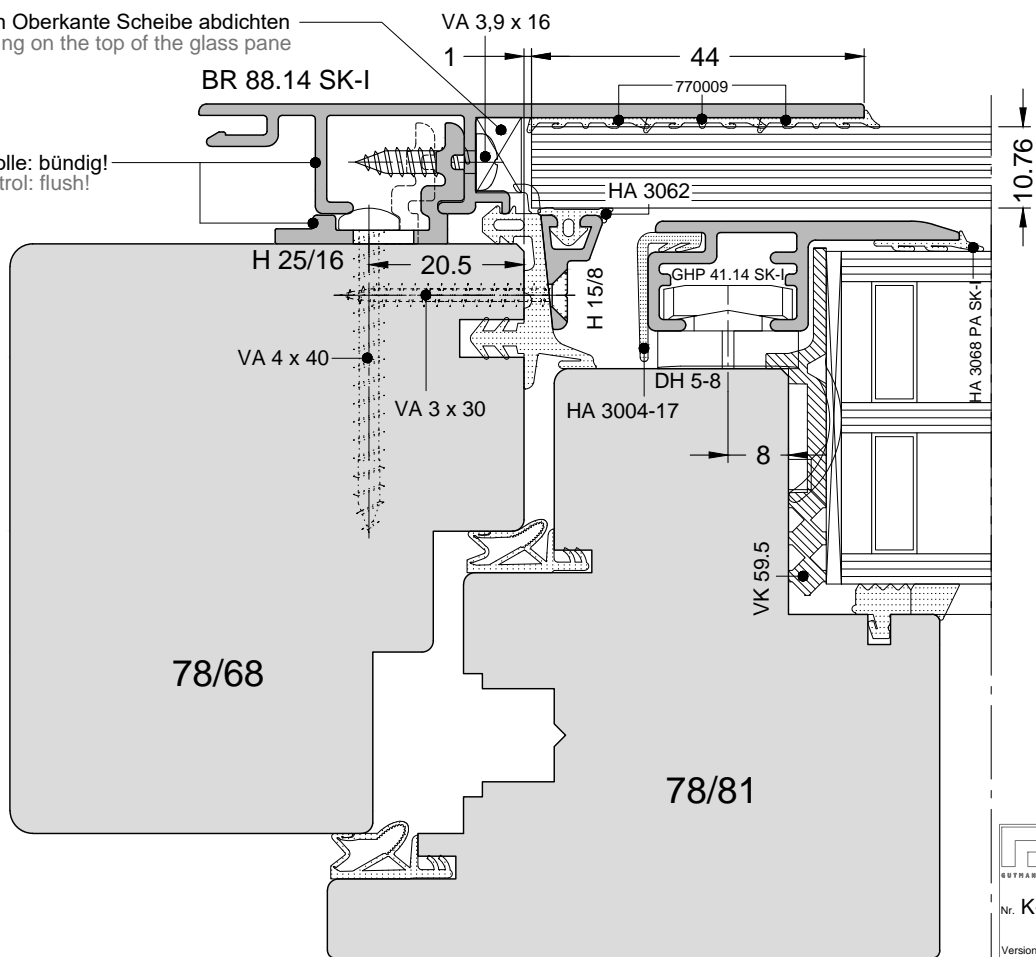 n Oberkante Scheibe abdichten
ing on the top of the glass pane
VA 3,9 x 16
1
44
770009
BR 88.14 SK-I
10.76
olle: bündig!
trol: flush!
HA 3062
H 25/16
20.5
GHP 41.14 SK-I
H 15/8
HA 3068 PA SK-I
VA 4 x 40
VA 3 x 30
DH 5-8
HA 3004-17
8
VK 59.5
78/68
78/81
GUTMAN
Nr. K
Version